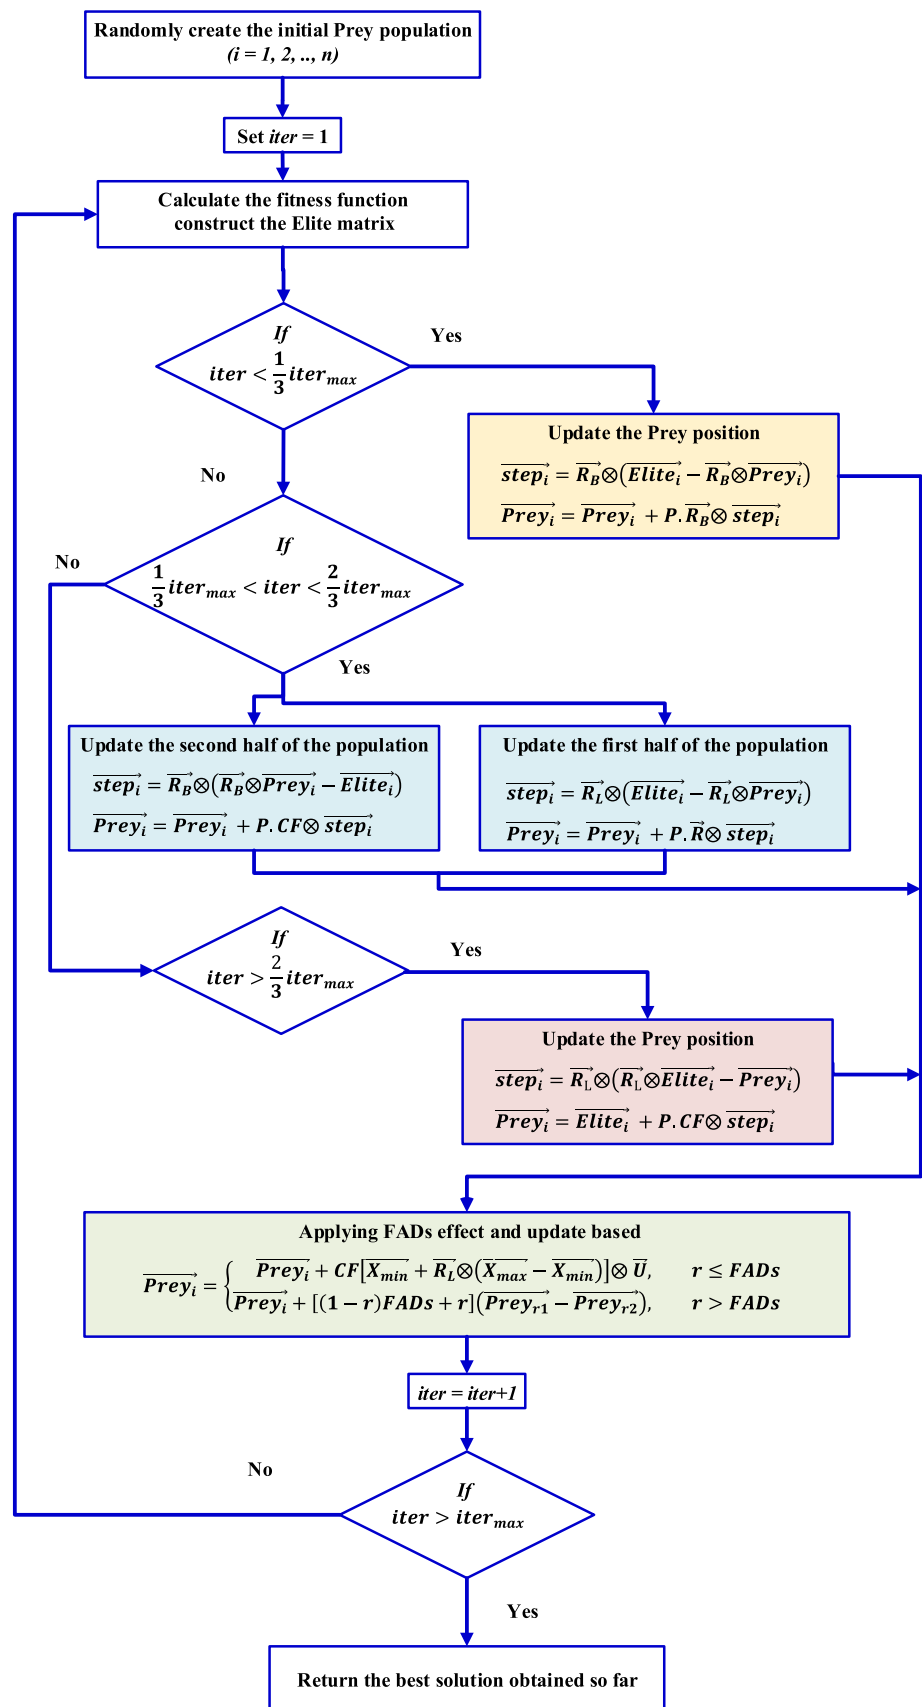 Randomly create the initial Prey population
(i = 1, 2, .., n)
Set iter = 1
Calculate the fitness function
construct the Elite matrix
If
iter < 1/3 iter_max
Yes
Update the Prey position
→step_i = →R_B⊗(→Elite_i − →R_B⊗→Prey_i)
→Prey_i = →Prey_i + P.→R_B⊗ →step_i
No
If
1/3 iter_max < iter < 2/3 iter_max
No
Yes
Update the second half of the population
→step_i = →R_B⊗(→R_B⊗→Prey_i − →Elite_i)
→Prey_i = →Prey_i + P.CF⊗ →step_i
Update the first half of the population
→step_i = →R_L⊗(→Elite_i − →R_L⊗→Prey_i)
→Prey_i = →Prey_i + P.→R⊗ →step_i
If
iter > 2/3 iter_max
Yes
Update the Prey position
→step_i = →R_L⊗(→R_L⊗→Elite_i − →Prey_i)
→Prey_i = →Elite_i + P.CF⊗ →step_i
Applying FADs effect and update based
→Prey_i = { →Prey_i + CF[→X_min + →R_L⊗(→X_max − →X_min)]⊗ →U, r ≤ FADs
→Prey_i + [(1 − r)FADs + r](→Prey_r1 − →Prey_r2), r > FADs
iter = iter+1
No
If
iter > iter_max
Yes
Return the best solution obtained so far